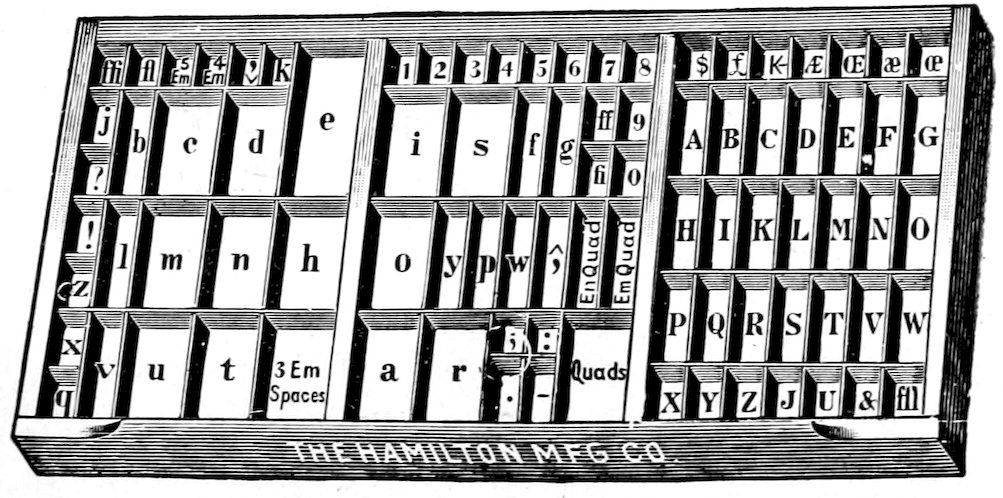 ffi fl 5 Em 4 Em k
j b c d e
?
! l m n h
z
x v u t 3 Em Spaces
q
1 2 3 4 5 6 7 8
i s f g ff 9
fi 0
o y p w , En Quad Em Quad
a r ; : Quads
. -
$ £ Æ Œ æ œ
A B C D E F G
H I K L M N O
P Q R S T V W
X Y Z J U & ffl
THE HAMILTON MFG CO.